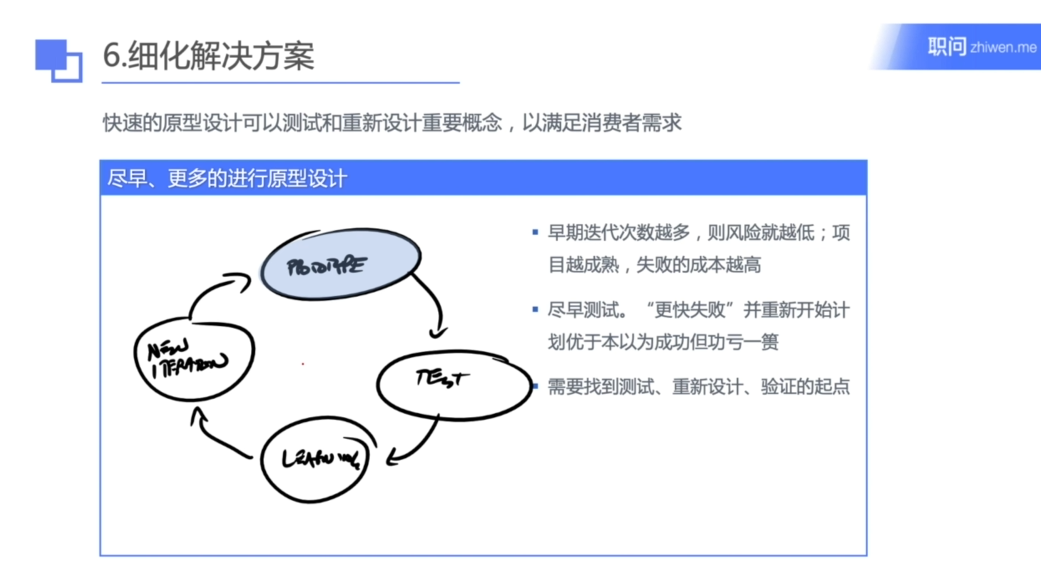 6.细化解决方案
职问 zhiwen.me
快速的原型设计可以测试和重新设计重要概念，以满足消费者需求
尽早、更多的进行原型设计
PROTOTYPE
TEST
LEARNING
NEW
ITERATION
早期迭代次数越多，则风险就越低；项
目越成熟，失败的成本越高
尽早测试。“更快失败”并重新开始计
划优于本以为成功但功亏一篑
需要找到测试、重新设计、验证的起点